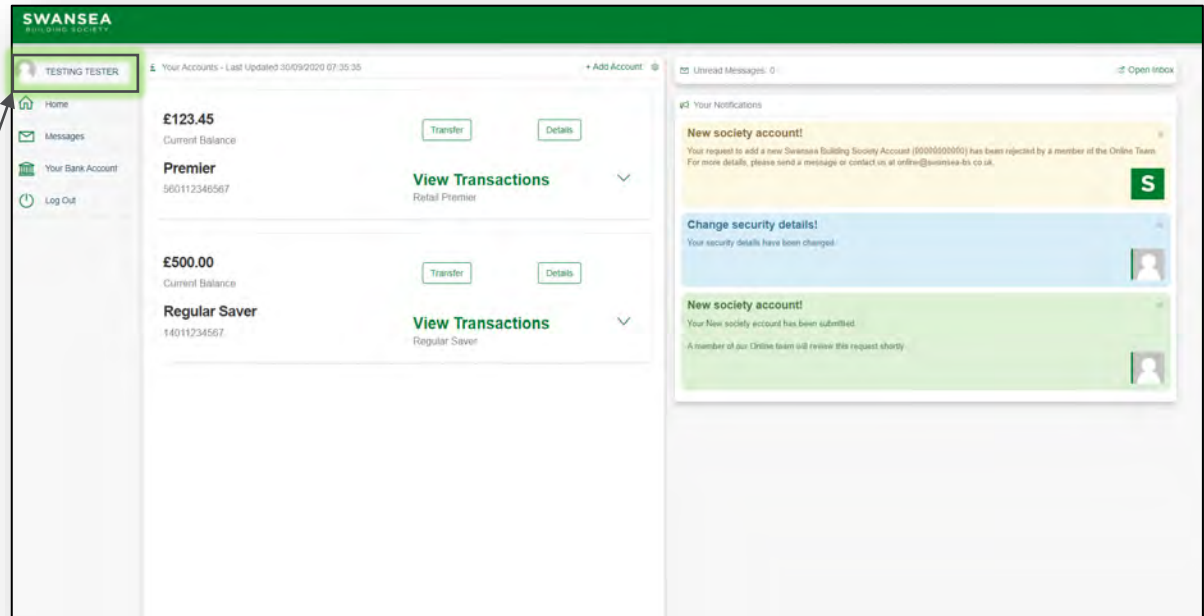 SWANSEA
BUILDING SOCIETY
TESTING TESTER
Home
Messages
Your Bank Account
Log Out
£ Your Accounts - Last Updated 30/09/2020 07:35:35
+ Add Account
£123.45
Current Balance
Transfer
Details
Premier
560112346567
View Transactions
Retail Premier
£500.00
Current Balance
Transfer
Details
Regular Saver
14011234567
View Transactions
Regular Saver
Unread Messages: 0
Open Inbox
Your Notifications
New society account!
Your request to add a new Swansea Building Society Account (00000000000) has been rejected by a member of the Online Team.
For more details, please send a message or contact us at online@swansea-bs.co.uk.
S
Change security details!
Your security details have been changed.
New society account!
Your New society account has been submitted.
A member of our Online team will review this request shortly.